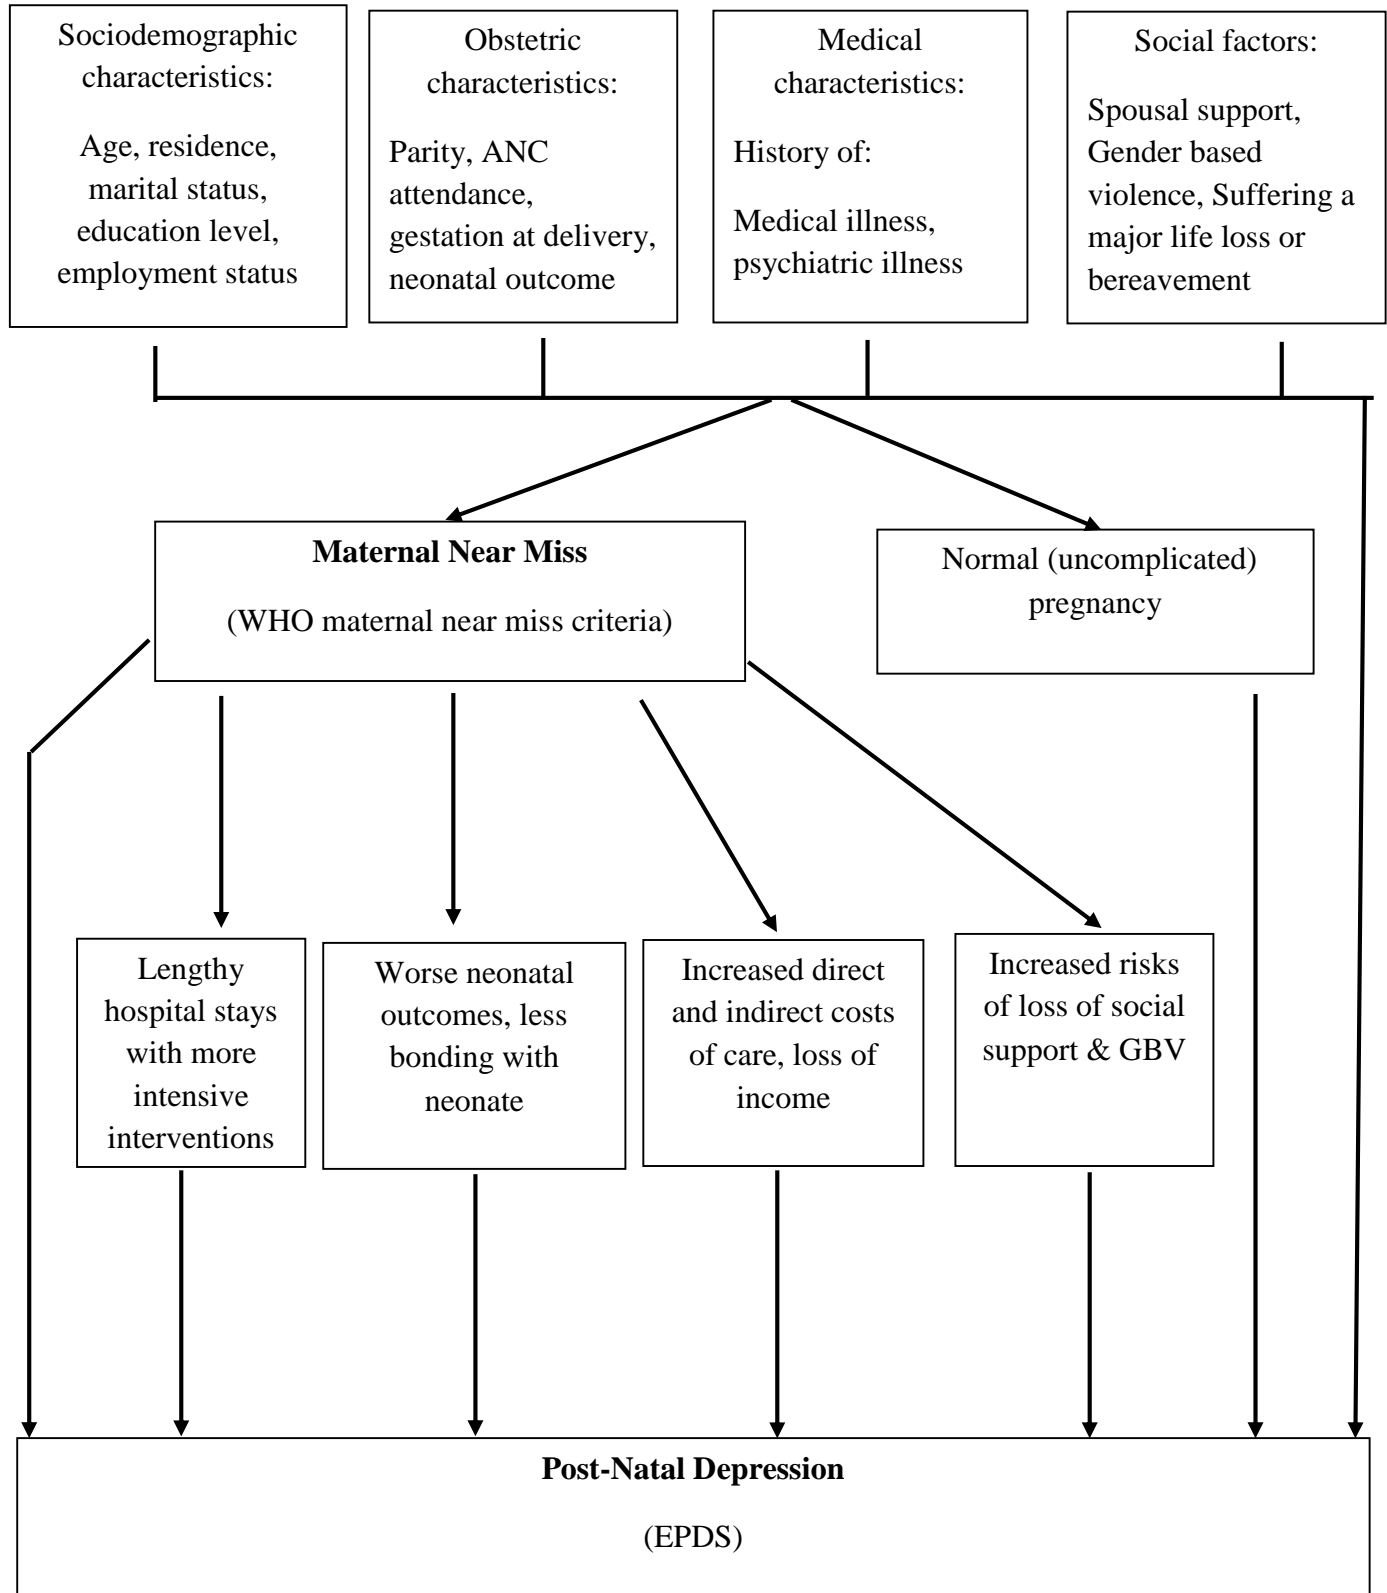 Sociodemographic
characteristics:
Age, residence,
marital status,
education level,
employment status
Obstetric
characteristics:
Parity, ANC
attendance,
gestation at delivery,
neonatal outcome
Medical
characteristics:
History of:
Medical illness,
psychiatric illness
Social factors:
Spousal support,
Gender based
violence, Suffering a
major life loss or
bereavement
Maternal Near Miss
(WHO maternal near miss criteria)
Normal (uncomplicated)
pregnancy
Lengthy
hospital stays
with more
intensive
interventions
Worse neonatal
outcomes, less
bonding with
neonate
Increased direct
and indirect costs
of care, loss of
income
Increased risks
of loss of social
support & GBV
Post-Natal Depression
(EPDS)